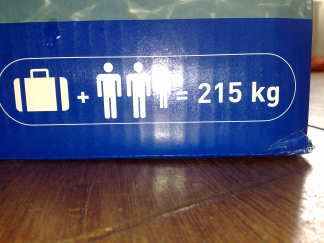 + = 215 kg